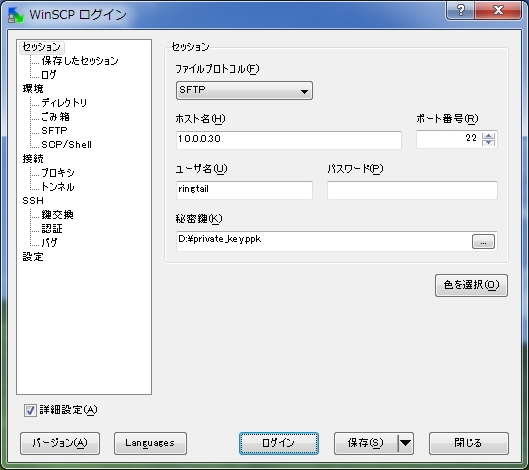 WinSCP ログイン
セッション
保存したセッション
ログ
環境
ディレクトリ
ごみ箱
SFTP
SCP/Shell
接続
プロキシ
トンネル
SSH
鍵交換
認証
バグ
設定
セッション
ファイルプロトコル(F)
SFTP
ホスト名(H)
ポート番号(R)
10.0.0.30
22
ユーザ名(U)
パスワード(P)
ringtail
秘密鍵(K)
D:¥private_key.ppk
...
色を選択(O)
詳細設定(A)
バージョン(A)
Languages
ログイン
保存(S)
閉じる